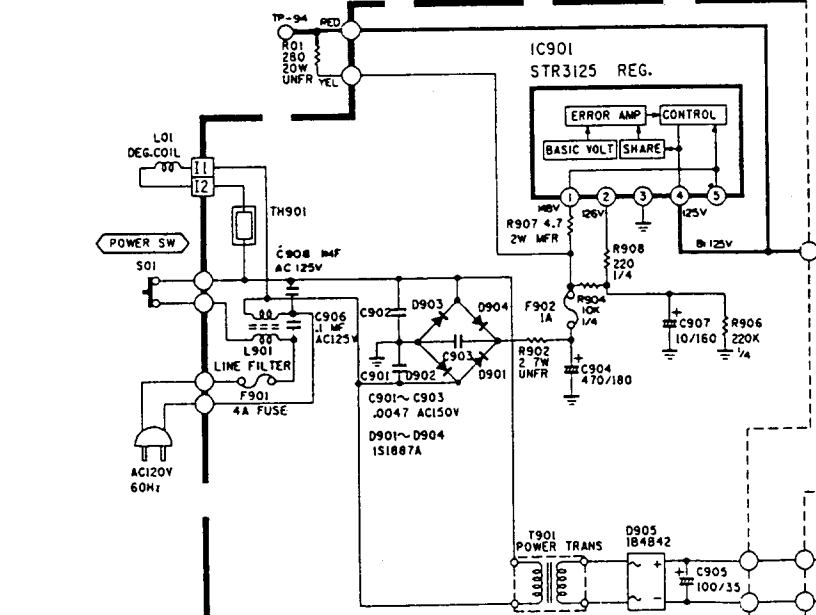 TP-94
RED
R01
280
20W
UNFR
YEL
IC901
STR3125 REG.
ERROR AMP
CONTROL
BASIC VOLT
SHARE
1
2
3
4
5
148V
126V
125V
R907 4.7
2W MFR
B: 125V
L01
DEG.COIL
I1
I2
TH901
POWER SW
S01
C908 1MF
AC 125V
C906
.1 MF
AC125V
L901
LINE FILTER
F901
4A FUSE
AC120V
60Hz
C902
D903
D904
C903
C901
D902
D901
C901~C903
.0047 AC150V
D901~D904
1S1887A
R908
220
1/4
F902
1A
R904
10K
1/4
R902
2.7W
UNFR
C904
470/180
C907
10/160
R906
220K
1/4
T901
POWER TRANS
D905
1B4B42
C905
100/35